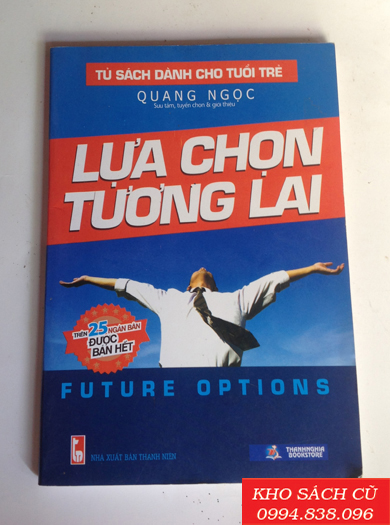 TỦ SÁCH DÀNH CHO TUỔI TRẺ
QUANG NGỌC
Sưu tầm, tuyển chọn & giới thiệu
LỰA CHỌN
TƯƠNG LAI
TRÊN 25 NGÀN BẢN
ĐƯỢC
BÁN HẾT
FUTURE OPTIONS
NHÀ XUẤT BẢN THANH NIÊN
THANHNGHIA
BOOKSTORE
KHO SÁCH CŨ
0994.838.096